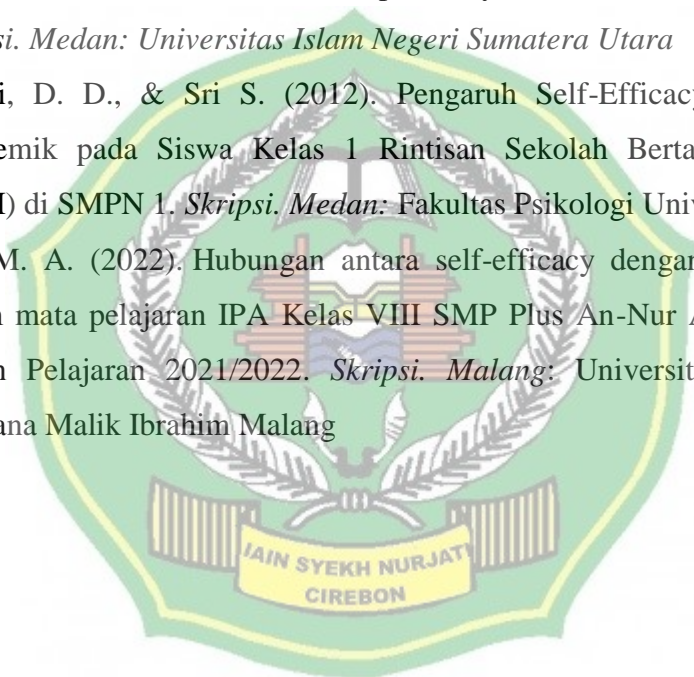 si. Medan: Universitas Islam Negeri Sumatera Utara
i, D. D., & Sri S. (2012). Pengaruh Self-Efficacy
emik pada Siswa Kelas 1 Rintisan Sekolah Berta
I) di SMPN 1. Skripsi. Medan: Fakultas Psikologi Univ
M. A. (2022). Hubungan antara self-efficacy dengan
n mata pelajaran IPA Kelas VIII SMP Plus An-Nur A
n Pelajaran 2021/2022. Skripsi. Malang: Universit
ana Malik Ibrahim Malang
IAIN SYEKH NURJATI
CIREBON